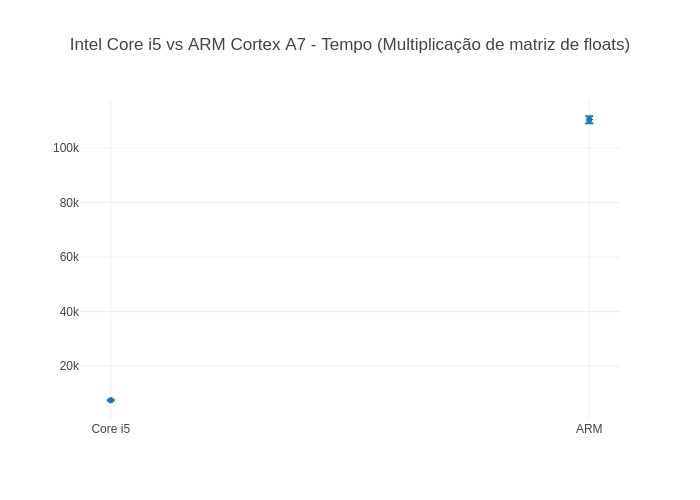 Intel Core i5 vs ARM Cortex A7 - Tempo (Multiplicação de matriz de floats)
100k
80k
60k
40k
20k
Core i5
ARM